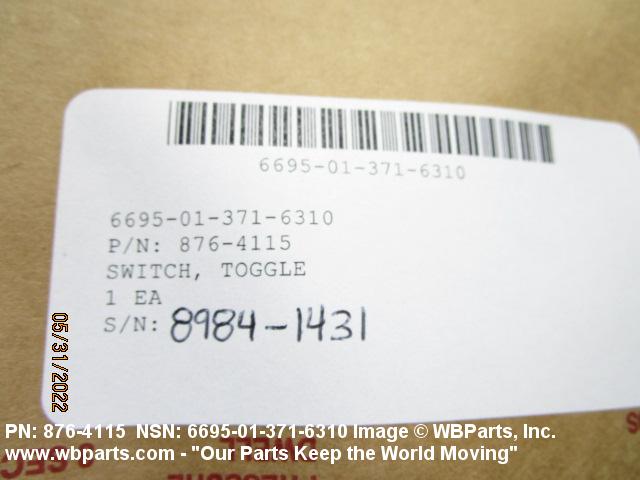 6695-01-371-6310
6695-01-371-6310
P/N: 876-4115
SWITCH, TOGGLE
1 EA
S/N: 8984-1431
05/31/2022
PN: 876-4115 NSN: 6695-01-371-6310 Image © WBParts, Inc.
www.wbparts.com - "Our Parts Keep the World Moving"